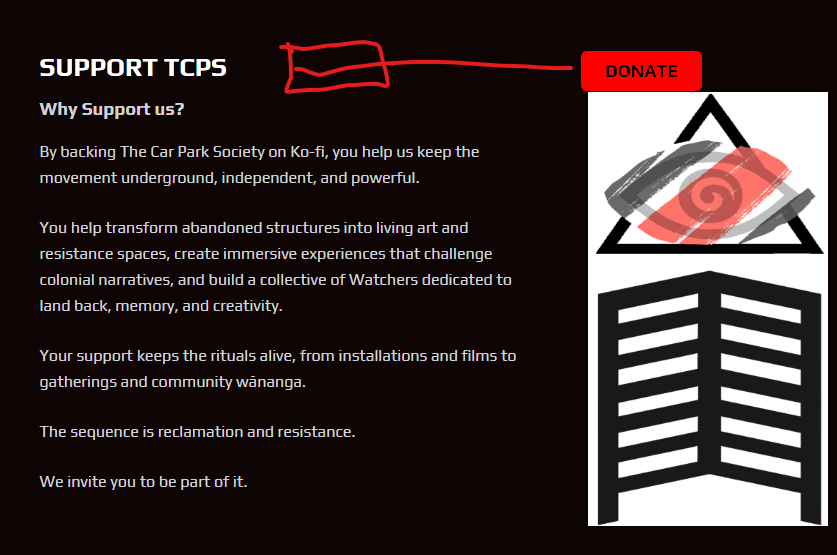 SUPPORT TCPS
DONATE
Why Support us?
By backing The Car Park Society on Ko-fi, you help us keep the
movement underground, independent, and powerful.
You help transform abandoned structures into living art and
resistance spaces, create immersive experiences that challenge
colonial narratives, and build a collective of Watchers dedicated to
land back, memory, and creativity.
Your support keeps the rituals alive, from installations and films to
gatherings and community wānanga.
The sequence is reclamation and resistance.
We invite you to be part of it.